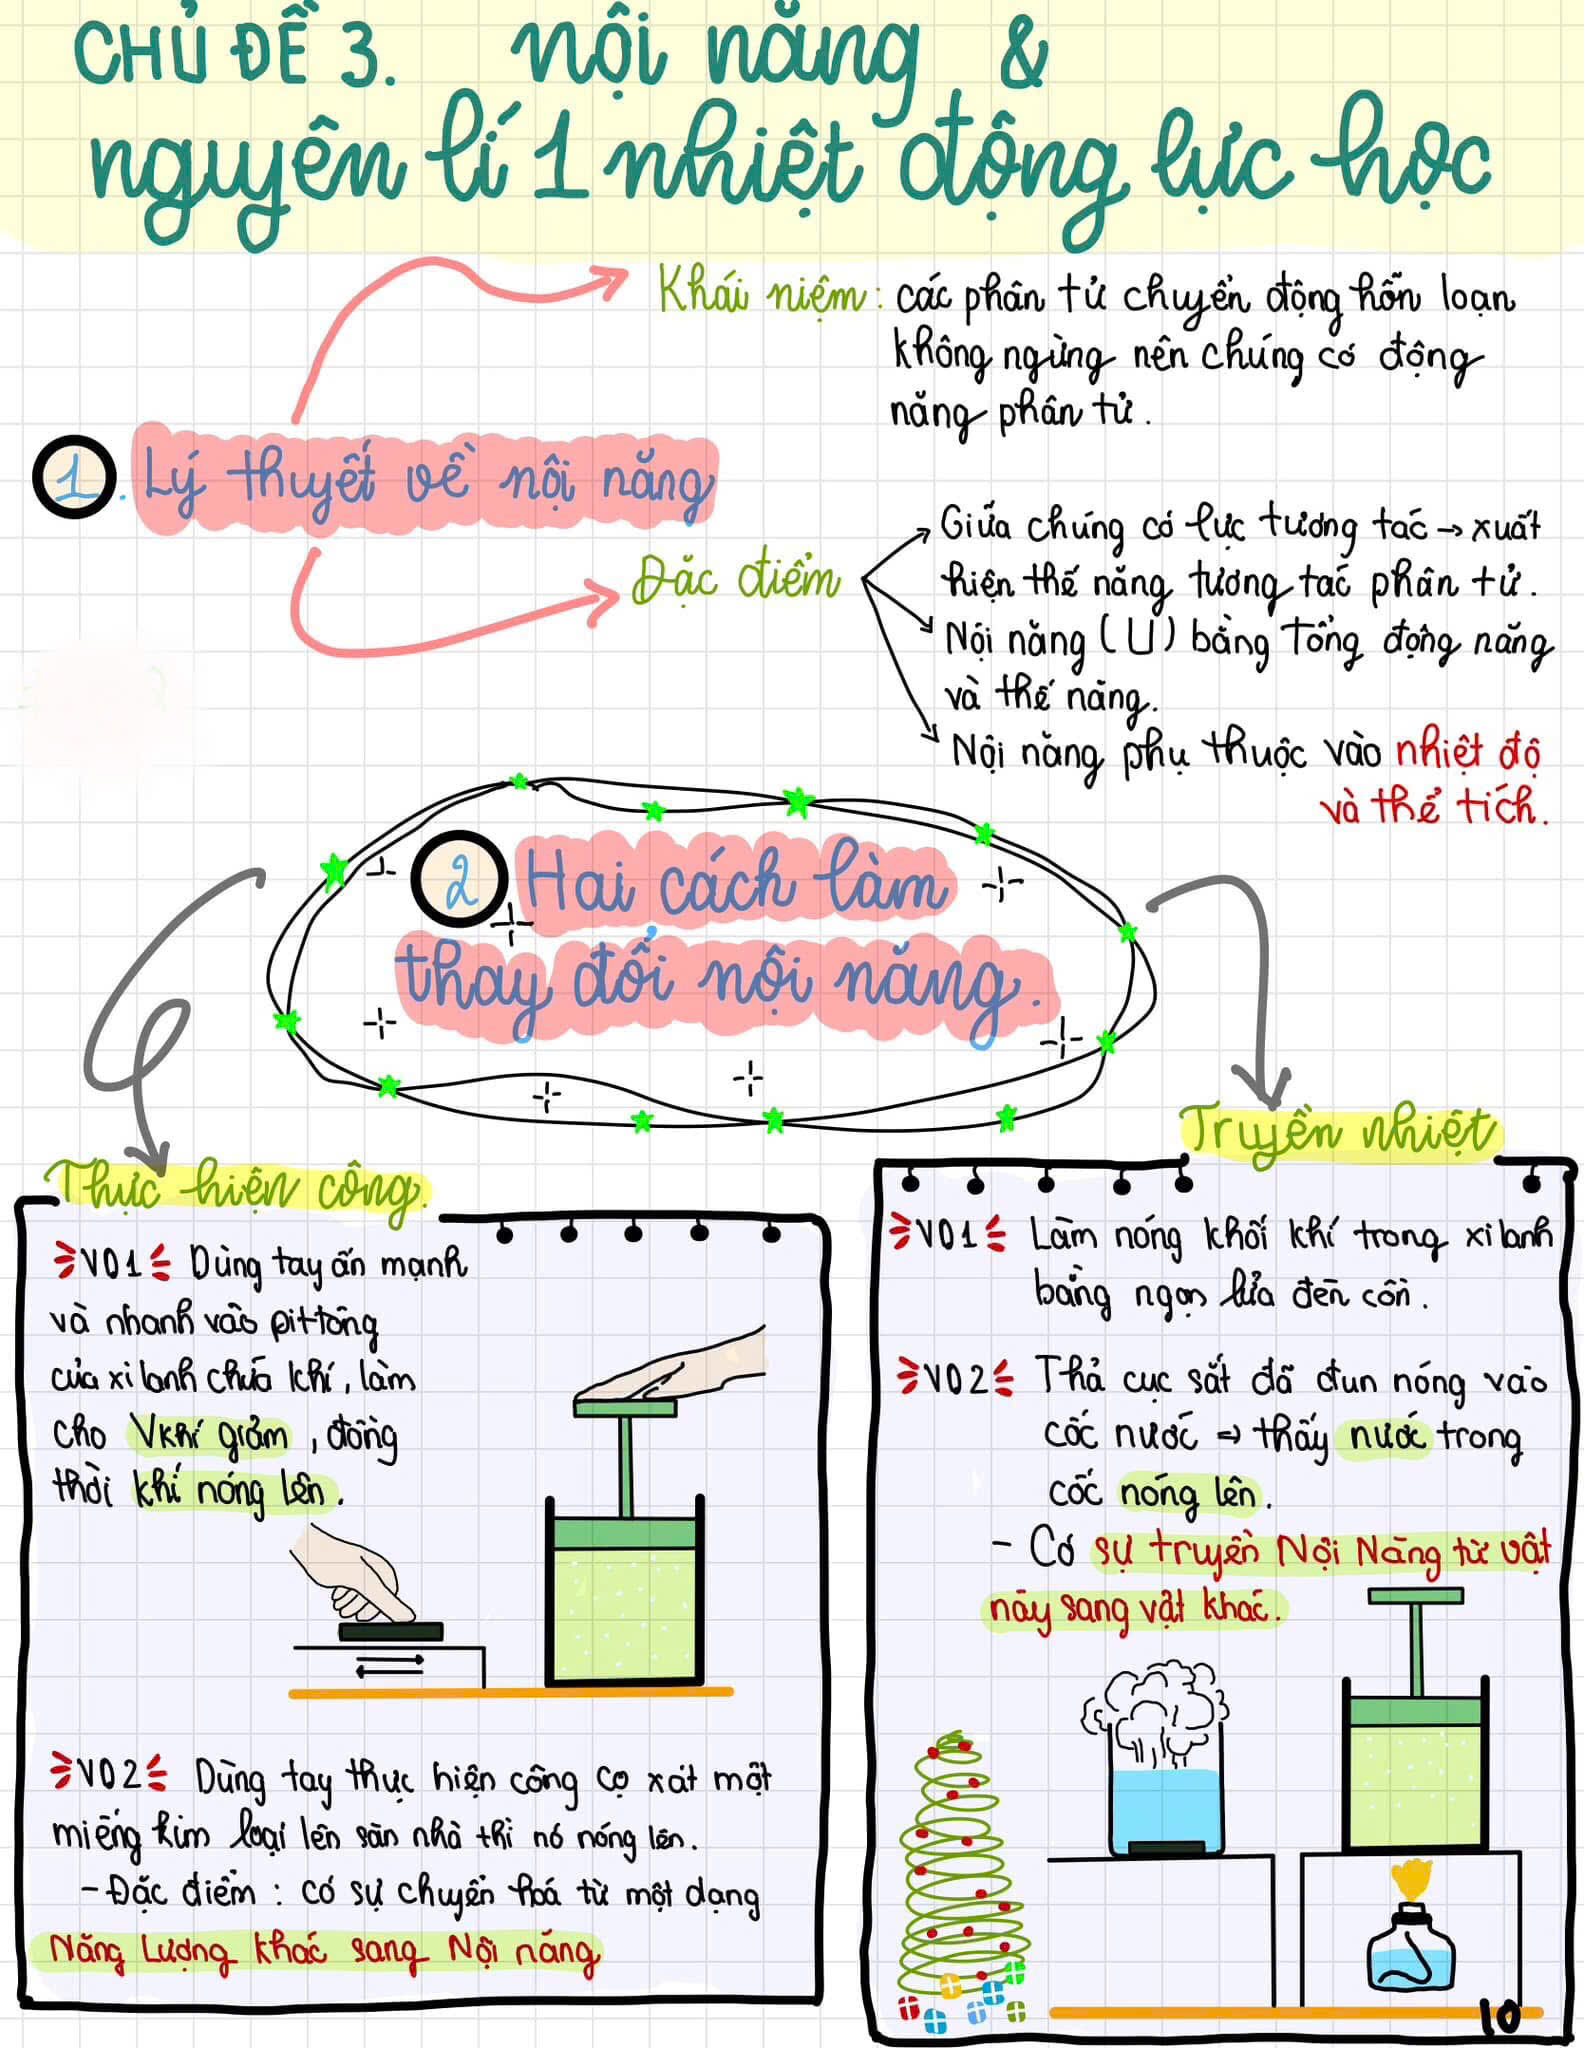 CHỦ ĐỀ 3. nội năng &
nguyên lí 1 nhiệt động lực học
Khái niệm: các phân tử chuyển động hỗn loạn
không ngừng nên chúng có động
năng phân tử.
1. Lý thuyết về nội năng
Đặc điểm
Giữa chúng có lực tương tác → xuất
hiện thế năng tương tác phân tử.
Nội năng (U) bằng tổng động năng
và thế năng.
Nội năng phụ thuộc vào nhiệt độ
và thể tích.
2 Hai cách làm
thay đổi nội năng.
Thực hiện công.
VD1 Dùng tay ấn mạnh
và nhanh vào pittông
của xi lanh chứa khí, làm
cho Vkhí giảm, đồng
thời khí nóng lên.
VD2 Dùng tay thực hiện công cọ xát một
miếng kim loại lên sàn nhà thì nó nóng lên.
- Đặc điểm: có sự chuyển hoá từ một dạng
Năng Lượng khác sang Nội năng
Truyền nhiệt
VD1 Làm nóng khối khí trong xi lanh
bằng ngọn lửa đèn cồn.
VD2 Thả cục sắt đã đun nóng vào
cốc nước ⇒ thấy nước trong
cốc nóng lên.
- Có sự truyền Nội Năng từ vật
này sang vật khác.
10